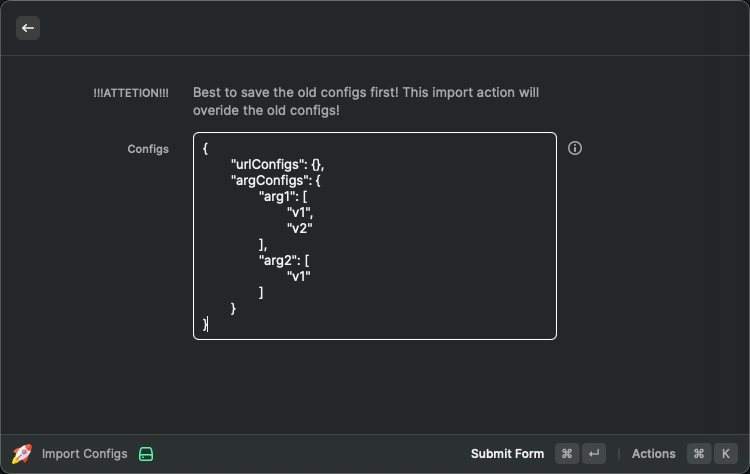 !!!ATTETION!!! Best to save the old configs first! This import action will
overide the old configs!
Configs
{
"urlConfigs": {},
"argConfigs": {
"arg1": [
"v1",
"v2"
],
"arg2": [
"v1"
]
}
}
Import Configs Submit Form ⌘ ↵ Actions ⌘ K